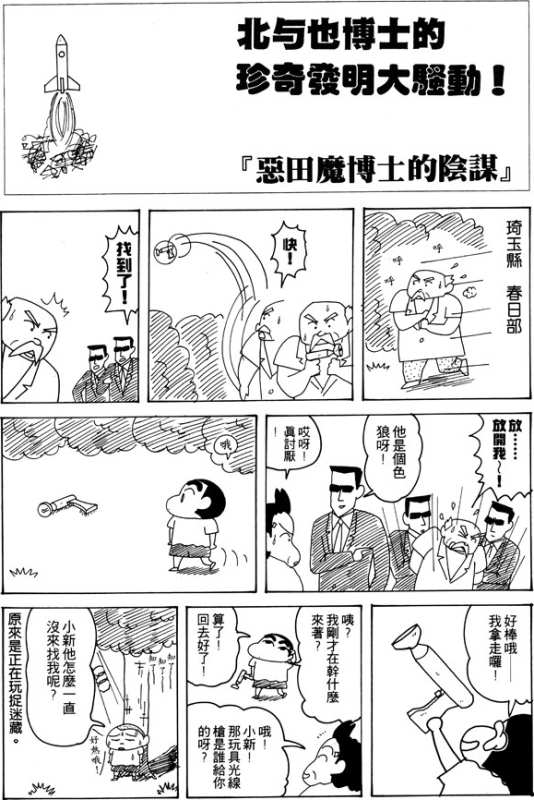 北与也博士的
珍奇發明大騷動！
『惡田魔博士的陰謀』
琦玉縣　春日部
呼
呼
快！
找到了！
放……
放開我～！
他是個色
狼呀！
哎呀！
真討厭
！
哦
好棒哦
我拿走囉！
咦？
我剛才在幹什麼
來著？
算了！
回去好了！
哦！
小新！
那玩具光線
槍是誰給你
的呀？
小新他怎麼一直
沒來找我呢？
好熱哦！
原來是正在玩捉迷藏。